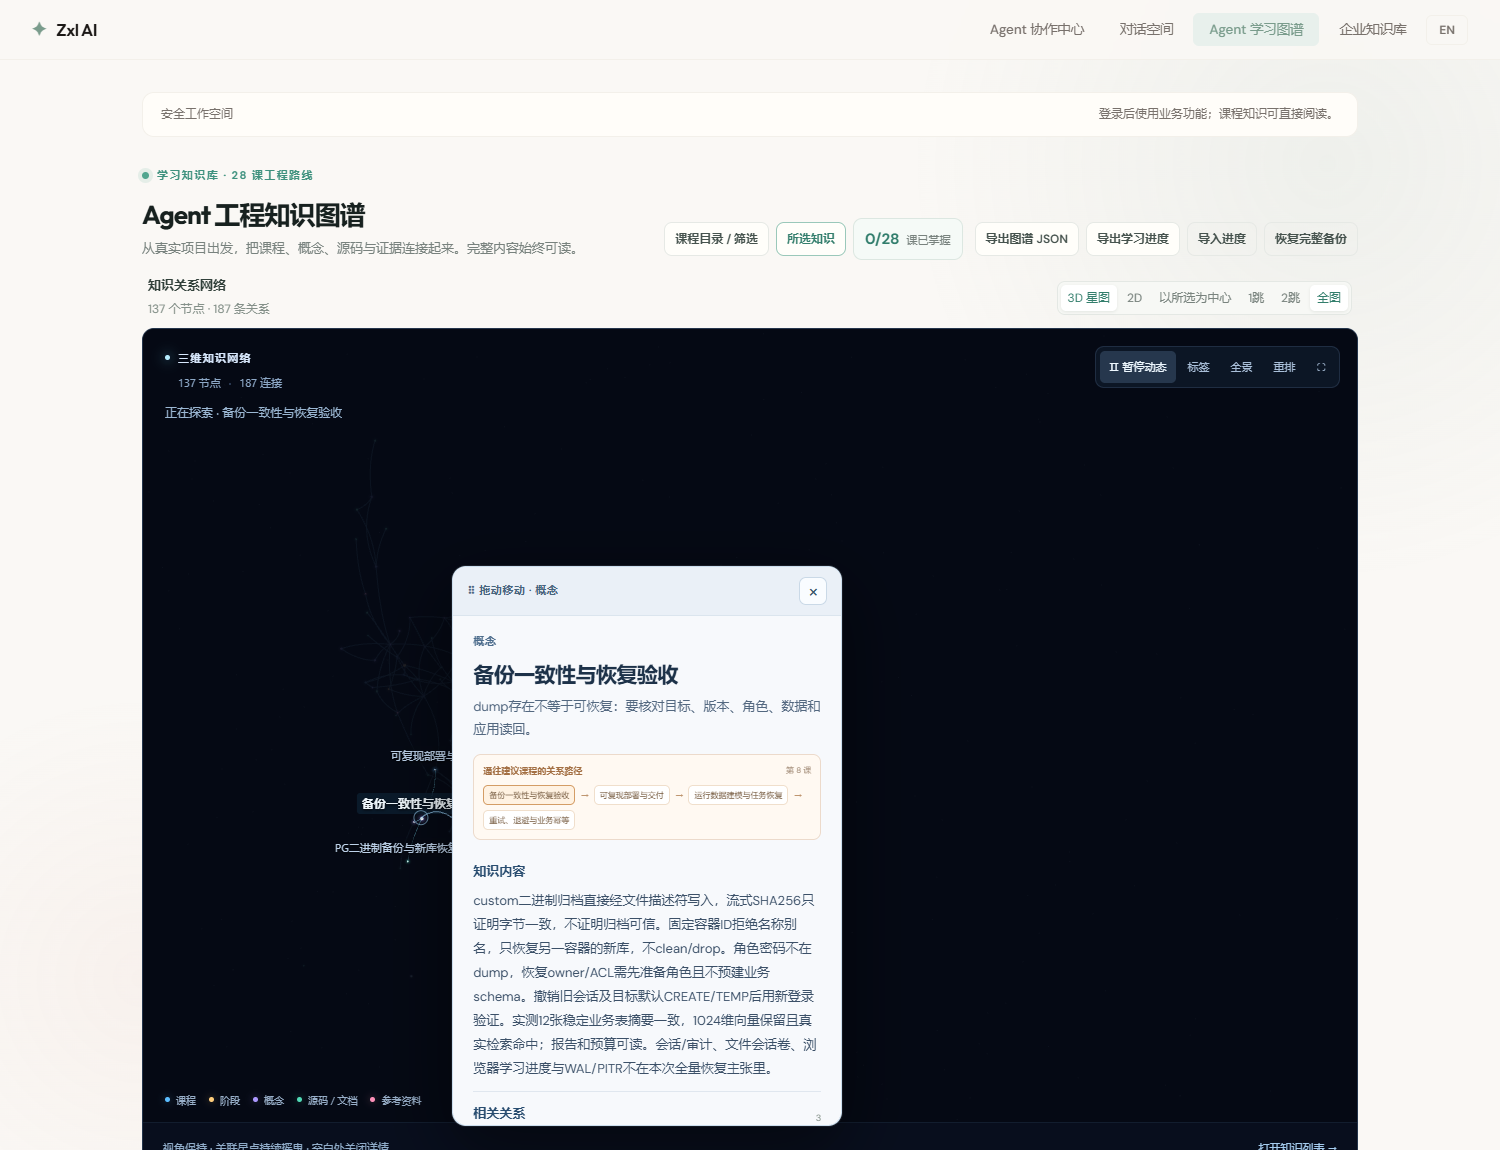 Zxl AI
Agent 协作中心
对话空间
Agent 学习图谱
企业知识库
EN
安全工作空间
登录后使用业务功能；课程知识可直接阅读。
学习知识库 · 28 课工程路线
Agent 工程知识图谱
从真实项目出发，把课程、概念、源码与证据连接起来。完整内容始终可读。
课程目录 / 筛选
所选知识
0/28 课已掌握
导出图谱 JSON
导出学习进度
导入进度
恢复完整备份
知识关系网络
137 个节点 · 187 条关系
3D 星图
2D
以所选为中心
1跳
2跳
全图
三维知识网络
137 节点 · 187 连接
正在探索 · 备份一致性与恢复验收
暂停动态
标签
全景
重排
拖动移动 · 概念
×
概念
备份一致性与恢复验收
dump存在不等于可恢复：要核对目标、版本、角色、数据和
应用读回。
通往建议课程的关系路径
第 8 课
备份一致性与恢复验收 → 可复现部署与交付 → 运行数据建模与任务恢复 →
重试、退避与业务幂等
知识内容
custom二进制归档直接经文件描述符写入，流式SHA256只
证明字节一致，不证明归档可信。固定容器ID拒绝名称别
名，只恢复另一容器的新库，不clean/drop。角色密码不在
dump，恢复owner/ACL需先准备角色且不预建业务
schema。撤销旧会话及目标默认CREATE/TEMP后用新登录
验证。实测12张稳定业务表摘要一致，1024维向量保留且真
实检索命中；报告和预算可读。会话/审计、文件会话卷、浏
览器学习进度与WAL/PITR不在本次全量恢复主张里。
相关关系
3
可复现部署与
备份一致性与恢复
PG二进制备份与新库恢复
课程
阶段
概念
源码 / 文档
参考资料
视角保持 · 关联星点持续摇曳 · 空白处关闭详情
打开知识列表 →